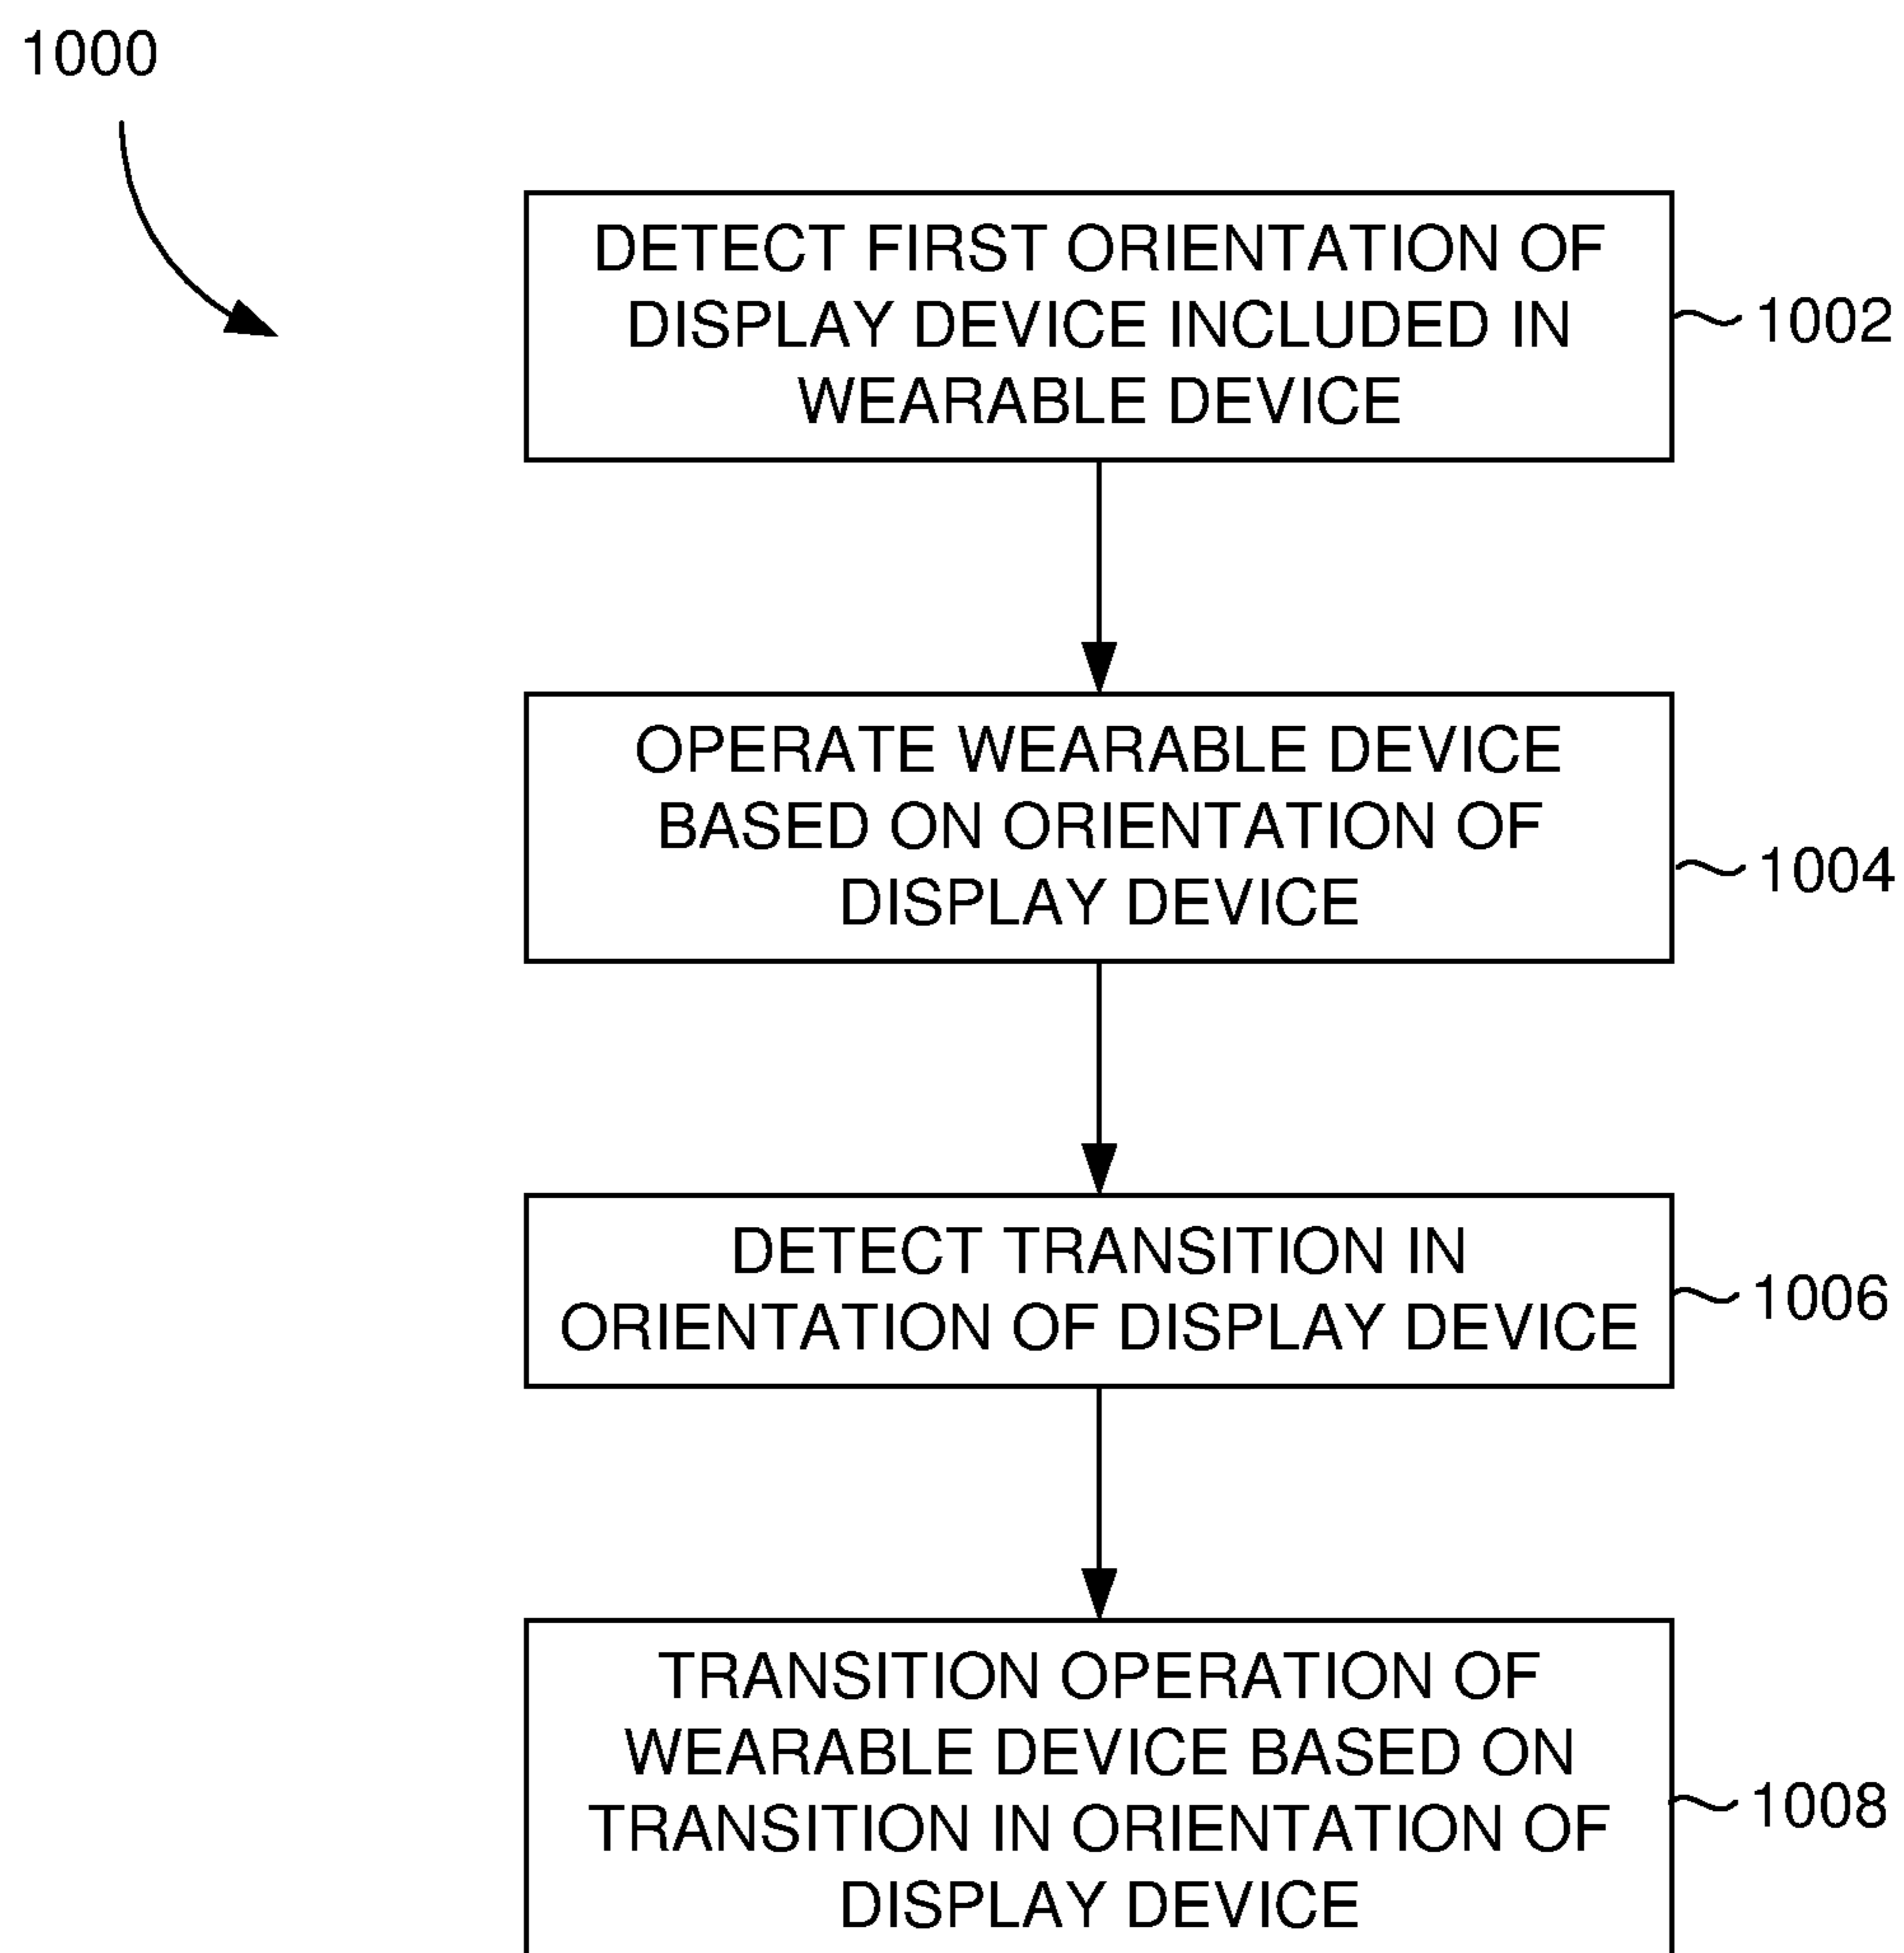 1000
DETECT FIRST ORIENTATION OF
DISPLAY DEVICE INCLUDED IN
WEARABLE DEVICE
1002
OPERATE WEARABLE DEVICE
BASED ON ORIENTATION OF
DISPLAY DEVICE
1004
DETECT TRANSITION IN
ORIENTATION OF DISPLAY DEVICE
1006
TRANSITION OPERATION OF
WEARABLE DEVICE BASED ON
TRANSITION IN ORIENTATION OF
DISPLAY DEVICE
1008